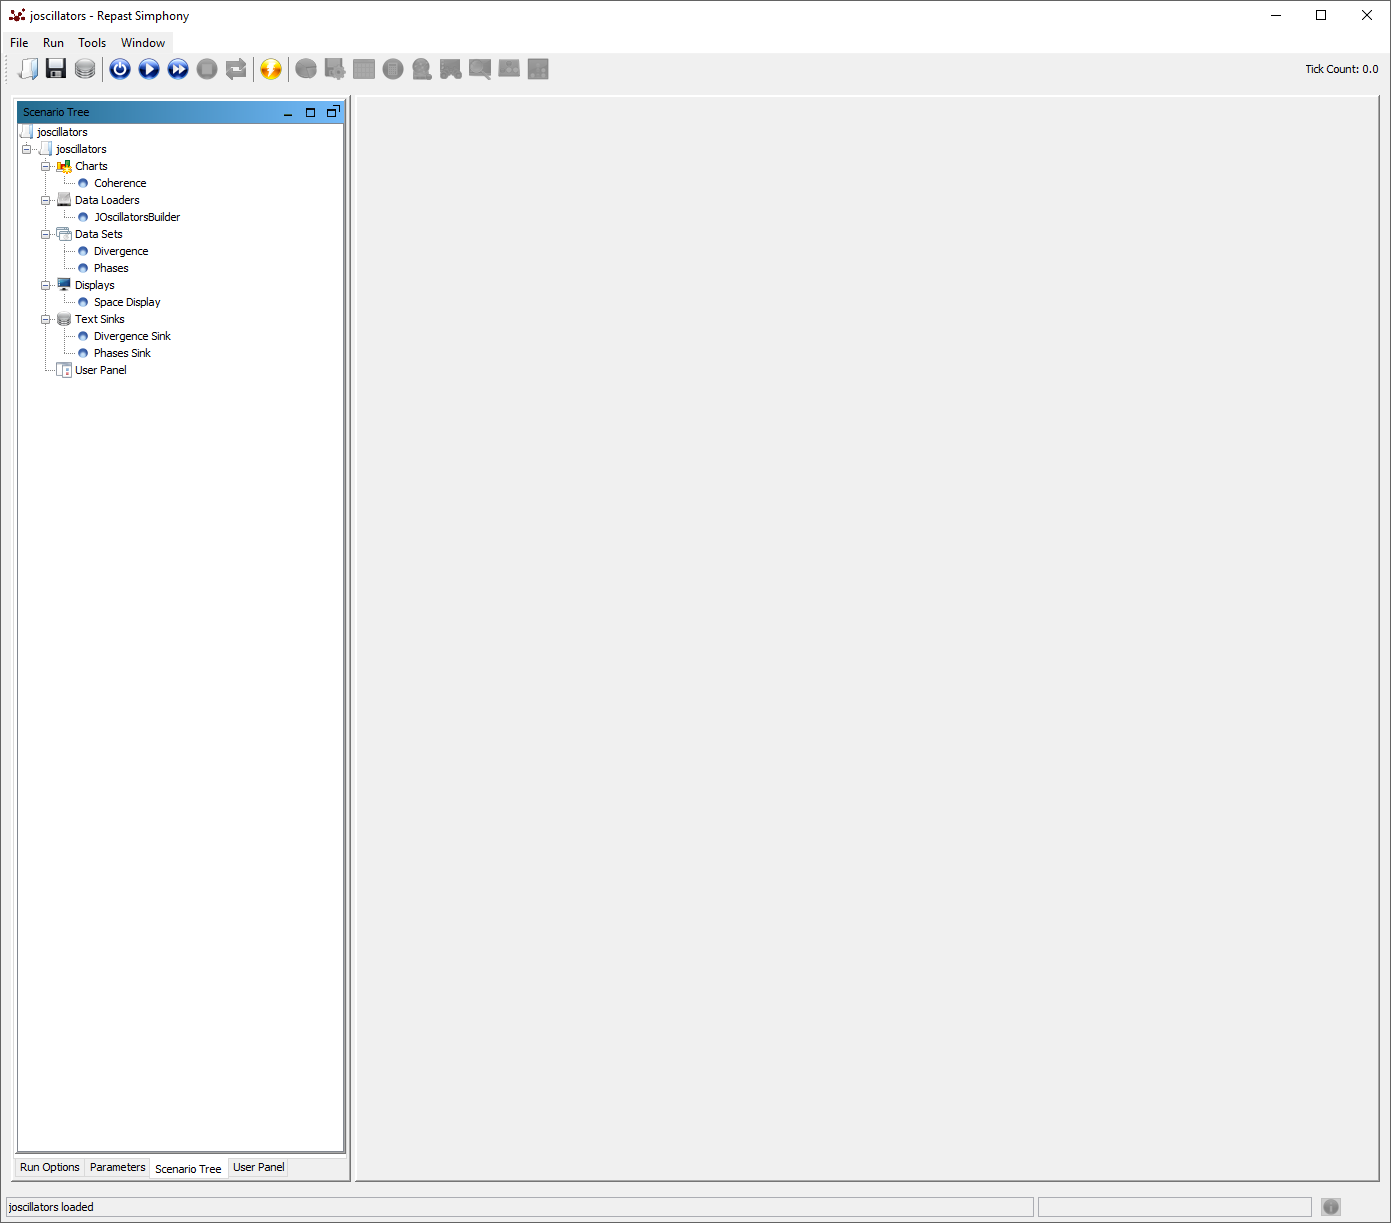 joscillators - Repast Simphony
File Run Tools Window
Tick Count: 0.0
Scenario Tree
joscillators
joscillators
Charts
Coherence
Data Loaders
JOscillatorsBuilder
Data Sets
Divergence
Phases
Displays
Space Display
Text Sinks
Divergence Sink
Phases Sink
User Panel
Run Options Parameters Scenario Tree User Panel
joscillators loaded